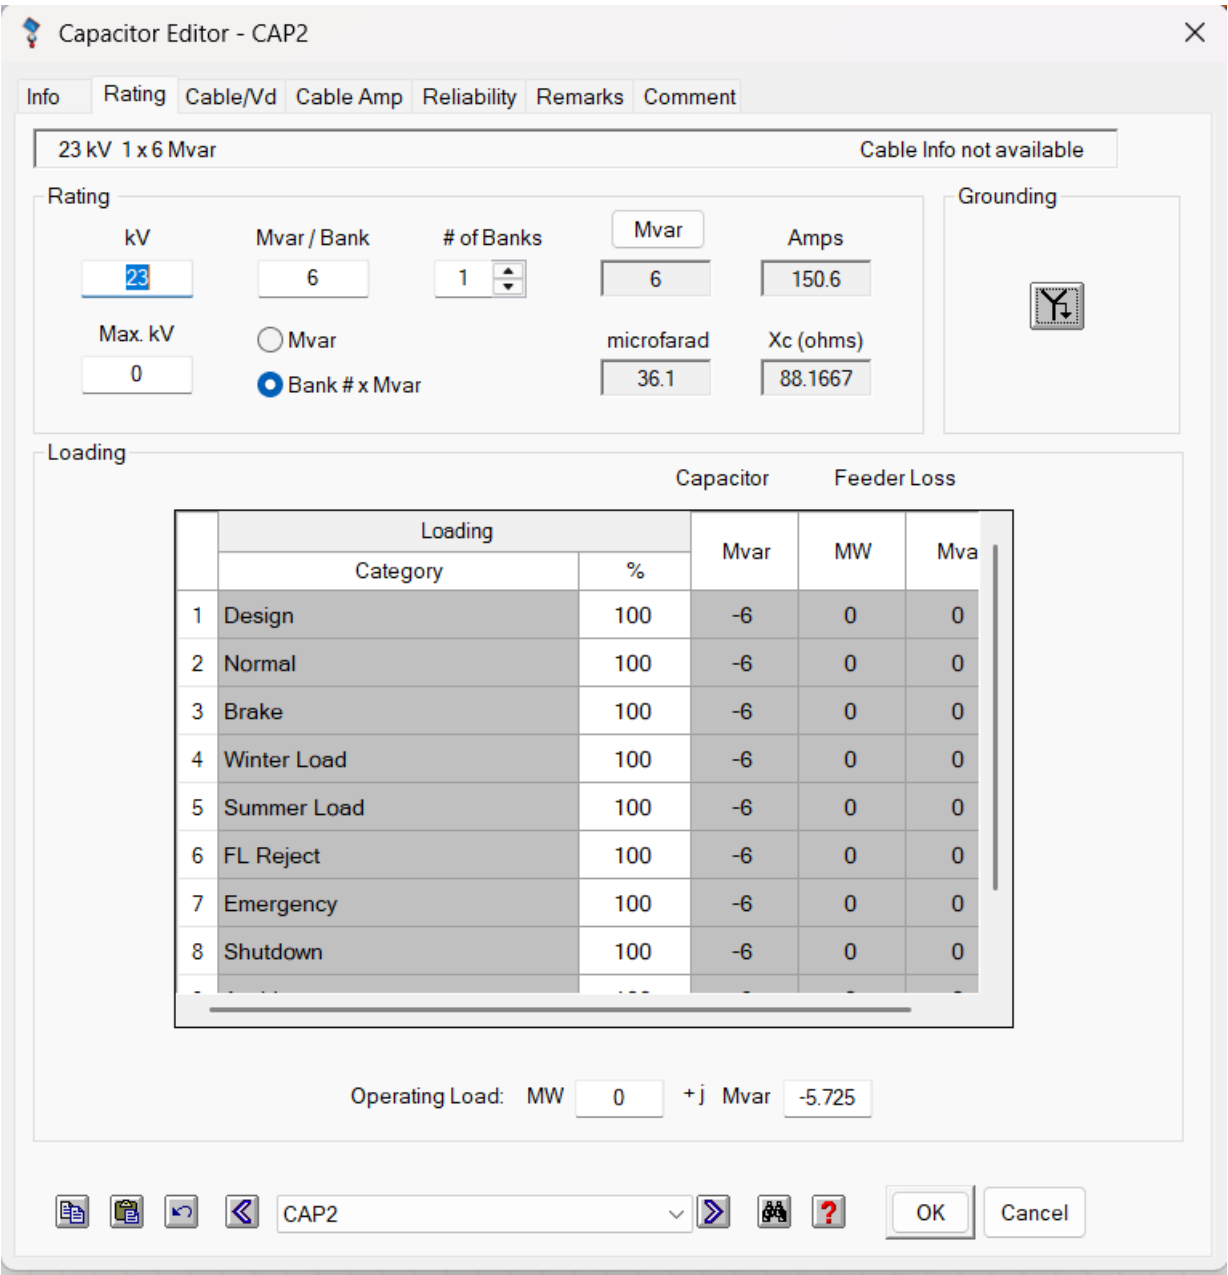 Capacitor Editor - CAP2
Info Rating Cable/Vd Cable Amp Reliability Remarks Comment
23 kV 1 x 6 Mvar Cable Info not available
Rating Grounding
kV Mvar / Bank # of Banks Mvar Amps
23 6 1 6 150.6
Max. kV Mvar microfarad Xc (ohms)
0 Bank # x Mvar 36.1 88.1667
Loading
Capacitor Feeder Loss
Loading Mvar MW Mva
Category %
1 Design 100 -6 0 0
2 Normal 100 -6 0 0
3 Brake 100 -6 0 0
4 Winter Load 100 -6 0 0
5 Summer Load 100 -6 0 0
6 FL Reject 100 -6 0 0
7 Emergency 100 -6 0 0
8 Shutdown 100 -6 0 0
Operating Load: MW 0 +j Mvar -5.725
CAP2 ? OK Cancel